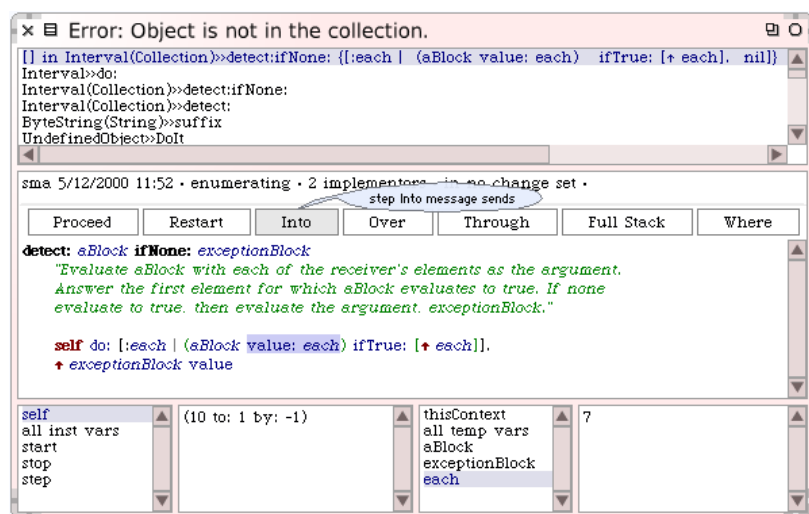 Error: Object is not in the collection.
[] in Interval(Collection)>>detect:ifNone: {[:each | (aBlock value: each) ifTrue: [↑ each]. nil]}
Interval>>do:
Interval(Collection)>>detect:ifNone:
Interval(Collection)>>detect:
ByteString(String)>>suffix
UndefinedObject>>DoIt
sma 5/12/2000 11:52 · enumerating · 2 implementors · in no change set ·
step Into message sends
Proceed Restart Into Over Through Full Stack Where
detect: aBlock ifNone: exceptionBlock
"Evaluate aBlock with each of the receiver's elements as the argument.
Answer the first element for which aBlock evaluates to true. If none
evaluate to true, then evaluate the argument, exceptionBlock."
self do: [:each | (aBlock value: each) ifTrue: [↑ each]].
↑ exceptionBlock value
self
all inst vars
start
stop
step
(10 to: 1 by: -1)
thisContext
all temp vars
aBlock
exceptionBlock
each
7